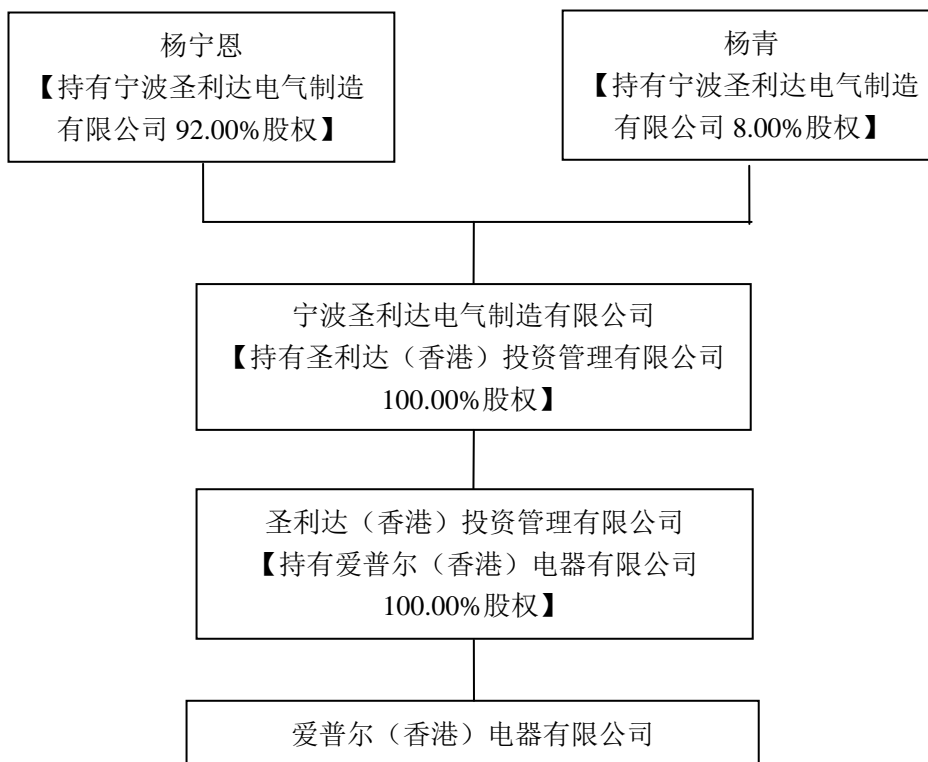 杨宁恩
【持有宁波圣利达电气制造
有限公司 92.00%股权】
杨青
【持有宁波圣利达电气制造
有限公司 8.00%股权】
宁波圣利达电气制造有限公司
【持有圣利达（香港）投资管理有限公司
100.00%股权】
圣利达（香港）投资管理有限公司
【持有爱普尔（香港）电器有限公司
100.00%股权】
爱普尔（香港）电器有限公司